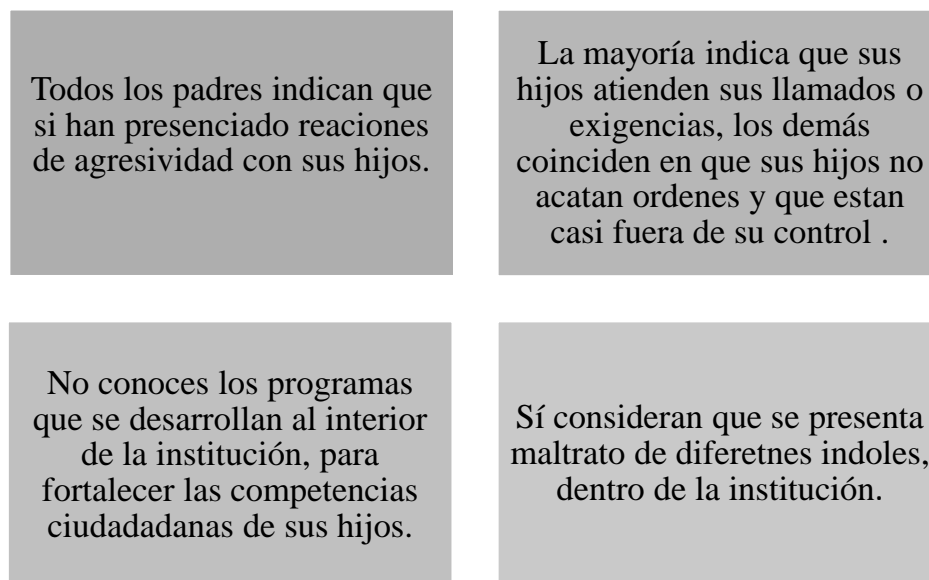 Todos los padres indican que
si han presenciado reaciones
de agresividad con sus hijos.
La mayoría indica que sus
hijos atienden sus llamados o
exigencias, los demás
coinciden en que sus hijos no
acatan ordenes y que estan
casi fuera de su control .
No conoces los programas
que se desarrollan al interior
de la institución, para
fortalecer las competencias
ciudadadanas de sus hijos.
Sí consideran que se presenta
maltrato de diferetnes indoles,
dentro de la institución.